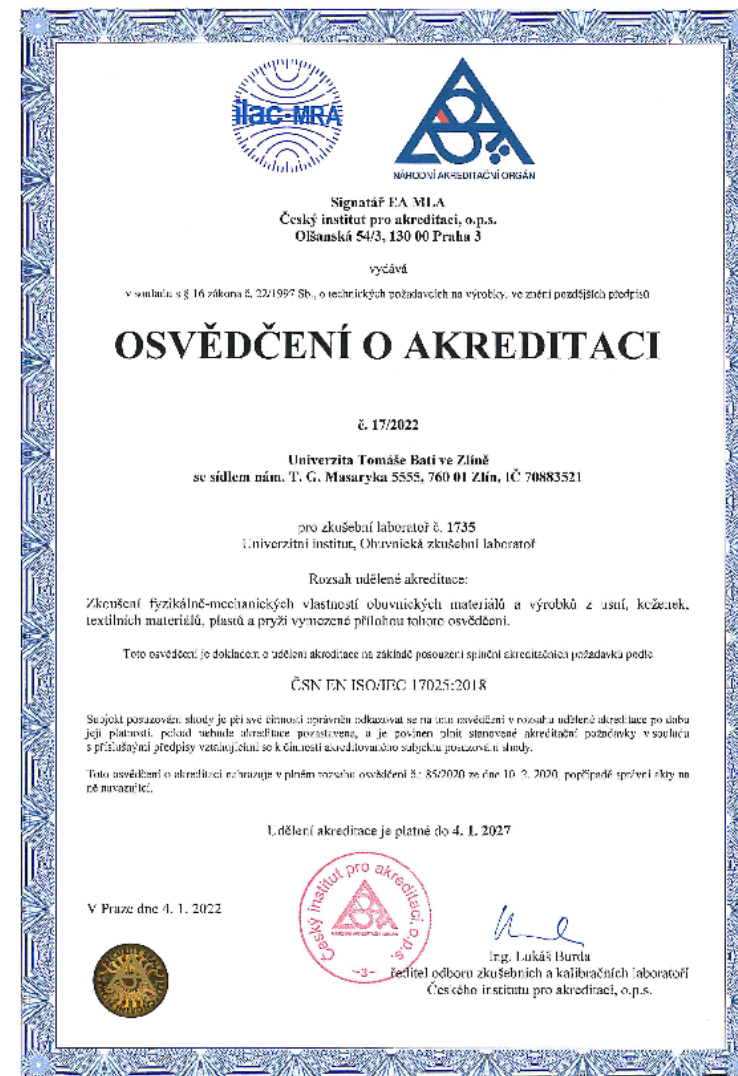 ilac-MRA
NÁRODNÍ AKREDITAČNÍ ORGÁN
Signatář EA MLA
Český institut pro akreditaci, o.p.s.
Olšanská 54/3, 130 00 Praha 3
vydává
v souladu s § 16 zákona č. 22/1997 Sb., o technických požadavcích na výrobky, ve znění pozdějších předpisů
OSVĚDČENÍ O AKREDITACI
č. 17/2022
Univerzita Tomáše Bati ve Zlíně
se sídlem nám. T. G. Masaryka 5555, 760 01 Zlín, IČ 70883521
pro zkušební laboratoř č. 1735
Univerzitní institut, Obuvnická zkušební laboratoř
Rozsah udělené akreditace:
Zkoušení fyzikálně-mechanických vlastností obuvnických materiálů a výrobků z usní, koženek,
textilních materiálů, plastů a pryží vymezené přílohou tohoto osvědčení.
Toto osvědčení je dokladem o udělení akreditace na základě posouzení splnění akreditačních požadavků podle
ČSN EN ISO/IEC 17025:2018
Subjekt posuzování shody je při své činnosti oprávněn odkazovat se na toto osvědčení v rozsahu udělené akreditace po dobu
její platnosti, pokud nebude akreditace pozastavena, a je povinen plnit stanovené akreditační požadavky v souladu
s příslušnými předpisy vztahujícími se k činnosti akreditovaného subjektu posuzování shody.
Toto osvědčení o akreditaci nahrazuje v plném rozsahu osvědčení č.: 85/2020 ze dne 10. 2. 2020, popřípadě správní akty na
ně navazující.
Udělení akreditace je platné do 4. 1. 2027
Český institut pro akreditaci, o.p.s.
NÁRODNÍ AKREDITAČNÍ ORGÁN
-3-
V Praze dne 4. 1. 2022
Ing. Lukáš Burda
ředitel odboru zkušebních a kalibračních laboratoří
Českého institutu pro akreditaci, o.p.s.